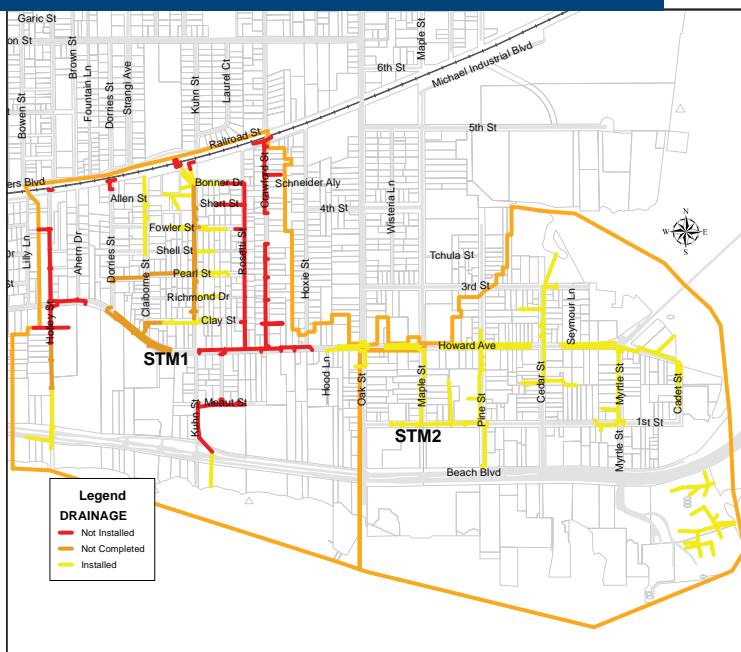 Garic St
on St
Bowen St
Brown St
Fountain Ln
Dorries St
Strangi Ave
Kuhn St
Laurel Ct
Maple St
6th St
Michael Industrial Blvd
5th St
Railroad St
ers Blvd
Bonner Dr
Crawford St
Schneider Aly
Allen St
Short St
4th St
Wisteria Ln
Fowler St
Lilly Ln
Ahern Dr
Dorries St
Shell St
Rosetti St
Tchula St
Claiborne St
Pearl St
Hoxie St
3rd St
Richmond Dr
Seymour Ln
Holley St
Clay St
STM1
Howard Ave
Hood Ln
Oak St
Maple St
Pine St
Cedar St
Myrtle St
Cadet St
Kuhn St
Meaut St
STM2
1st St
Myrtle St
Beach Blvd
N
W
E
S
Legend
DRAINAGE
Not Installed
Not Completed
Installed